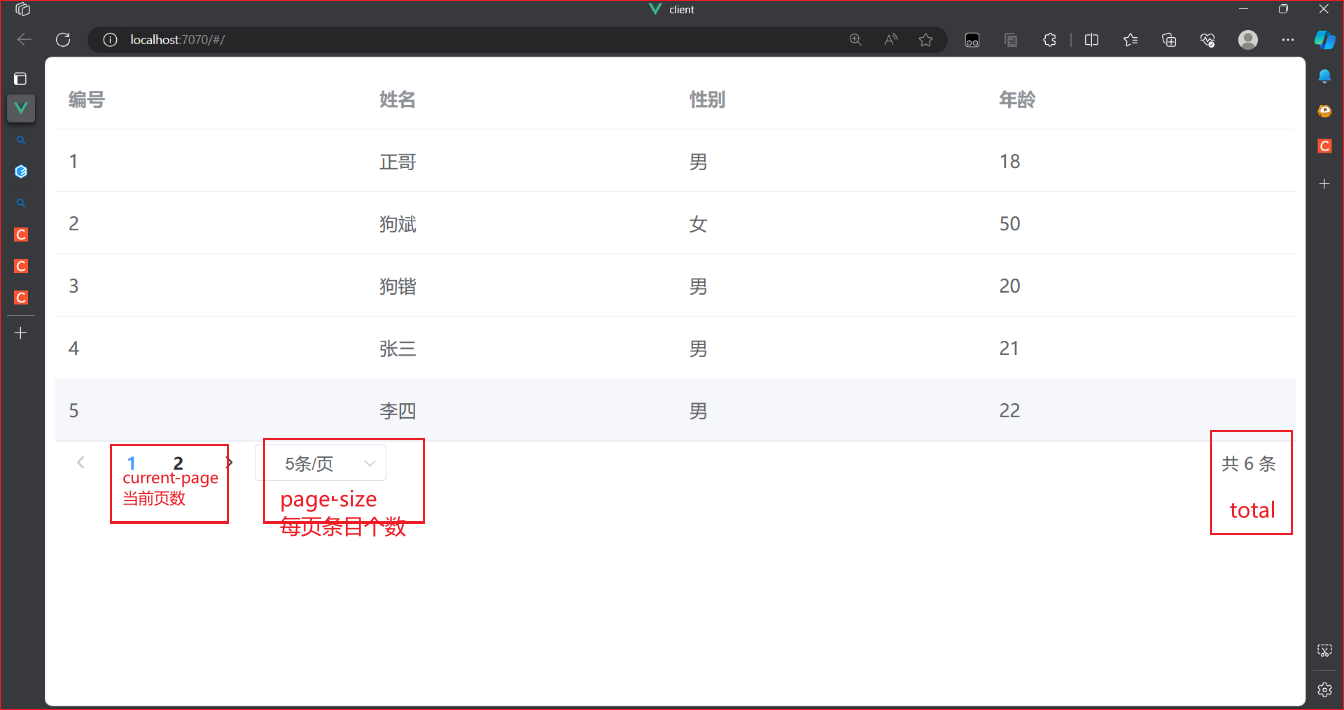 client
localhost:7070/#/
编号 姓名 性别 年龄
1 正哥 男 18
2 狗斌 女 50
3 狗锴 男 20
4 张三 男 21
5 李四 男 22
1 2 5条/页 共 6 条
current-page
当前页数
page-size
每页条目个数
total